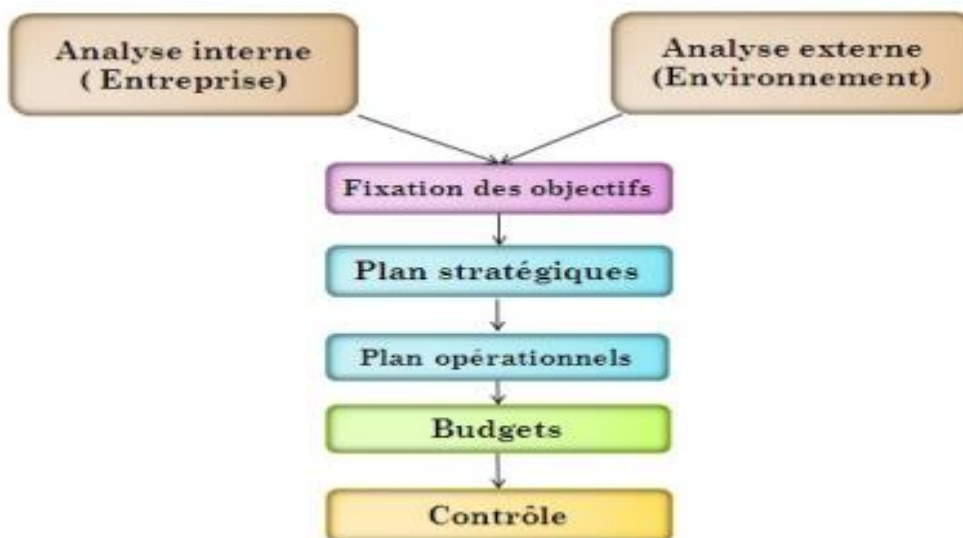 Analyse interne
( Entreprise)
Analyse externe
(Environnement)
Fixation des objectifs
Plan stratégiques
Plan opérationnels
Budgets
Contrôle